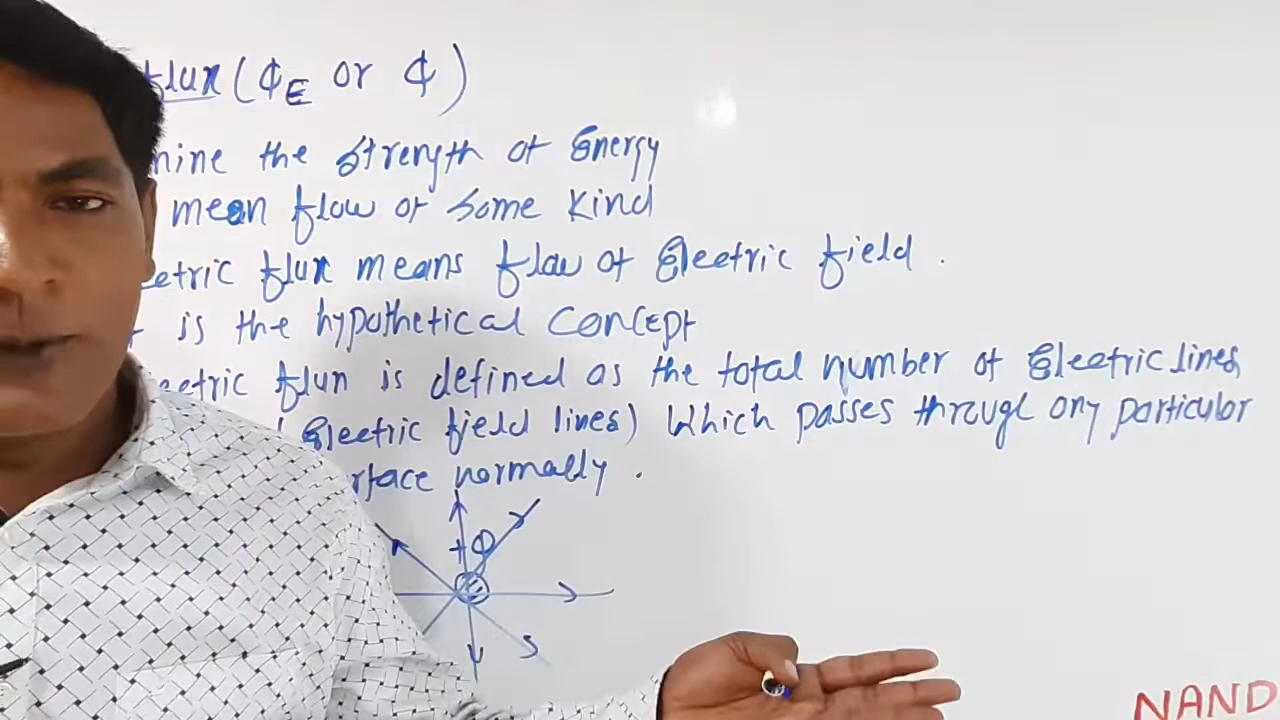 flux (ΦE or Φ)
mine the strength of Energy
mean flow of some kind
etric flux means flow of Electric field .
t is the hypothetical concept
eetric flux is defined as the total number of Electric lines
( Electric field lines) Which passes through any particular
rface normally .
+Q
NAND